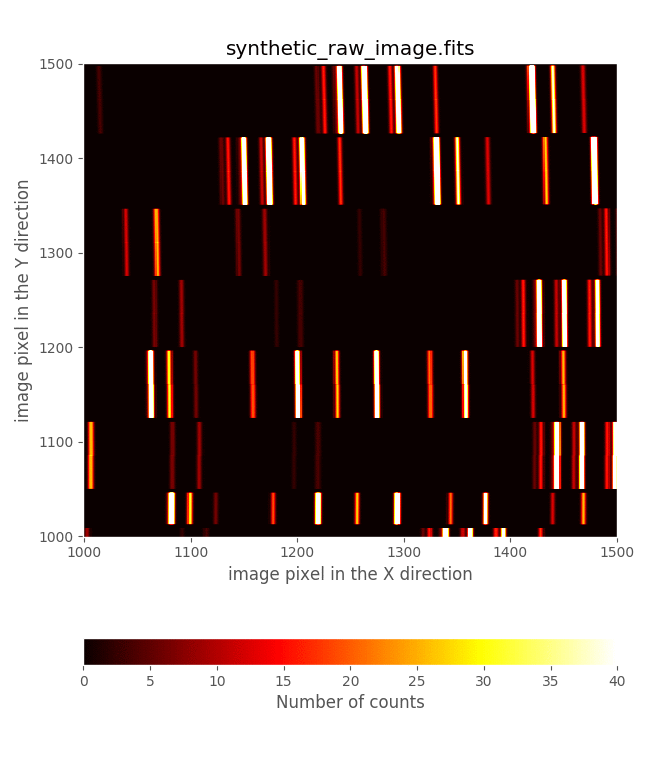 synthetic_raw_image.fits
1500
1400
1300
1200
1100
1000
image pixel in the Y direction
1000 1100 1200 1300 1400 1500
image pixel in the X direction
0 5 10 15 20 25 30 35 40
Number of counts